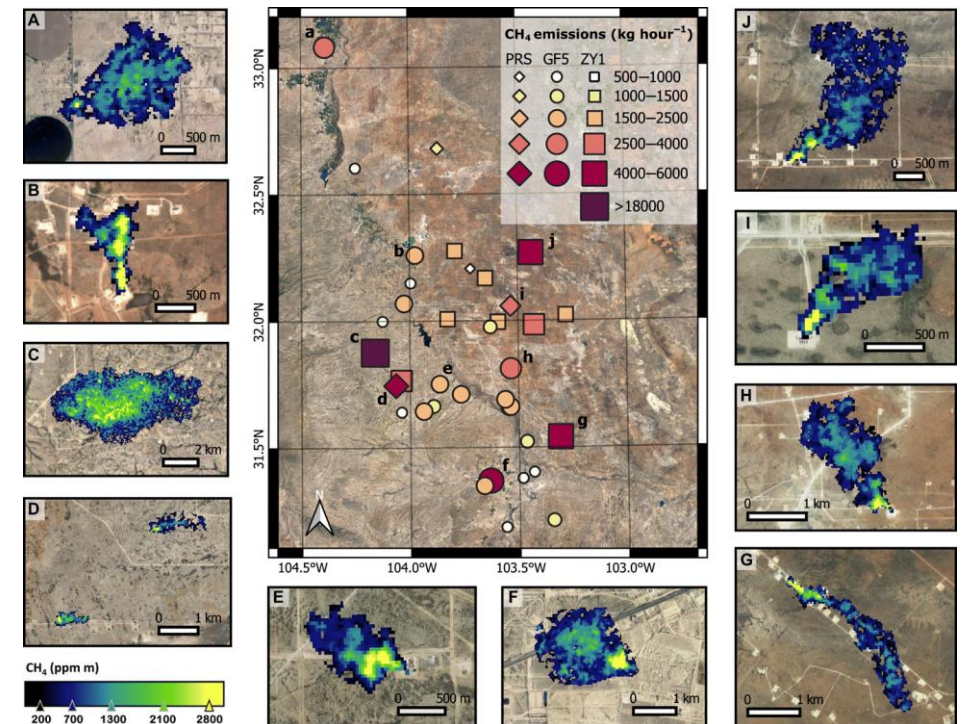 A
0 500 m
B
0 500 m
C
0 2 km
D
0 1 km
CH₄ (ppm m)
200 700 1300 2100 2800
33.0°N
32.5°N
32.0°N
31.5°N
104.5°W 104.0°W 103.5°W 103.0°W
CH₄ emissions (kg hour⁻¹)
PRS GF5 ZY1
500–1000
1000–1500
1500–2500
2500–4000
4000–6000
>18000
a
b
j
i
c
h
e
d
g
f
N
E
0 500 m
F
0 1 km
J
0 500 m
I
0 500 m
H
0 1 km
G
0 1 km